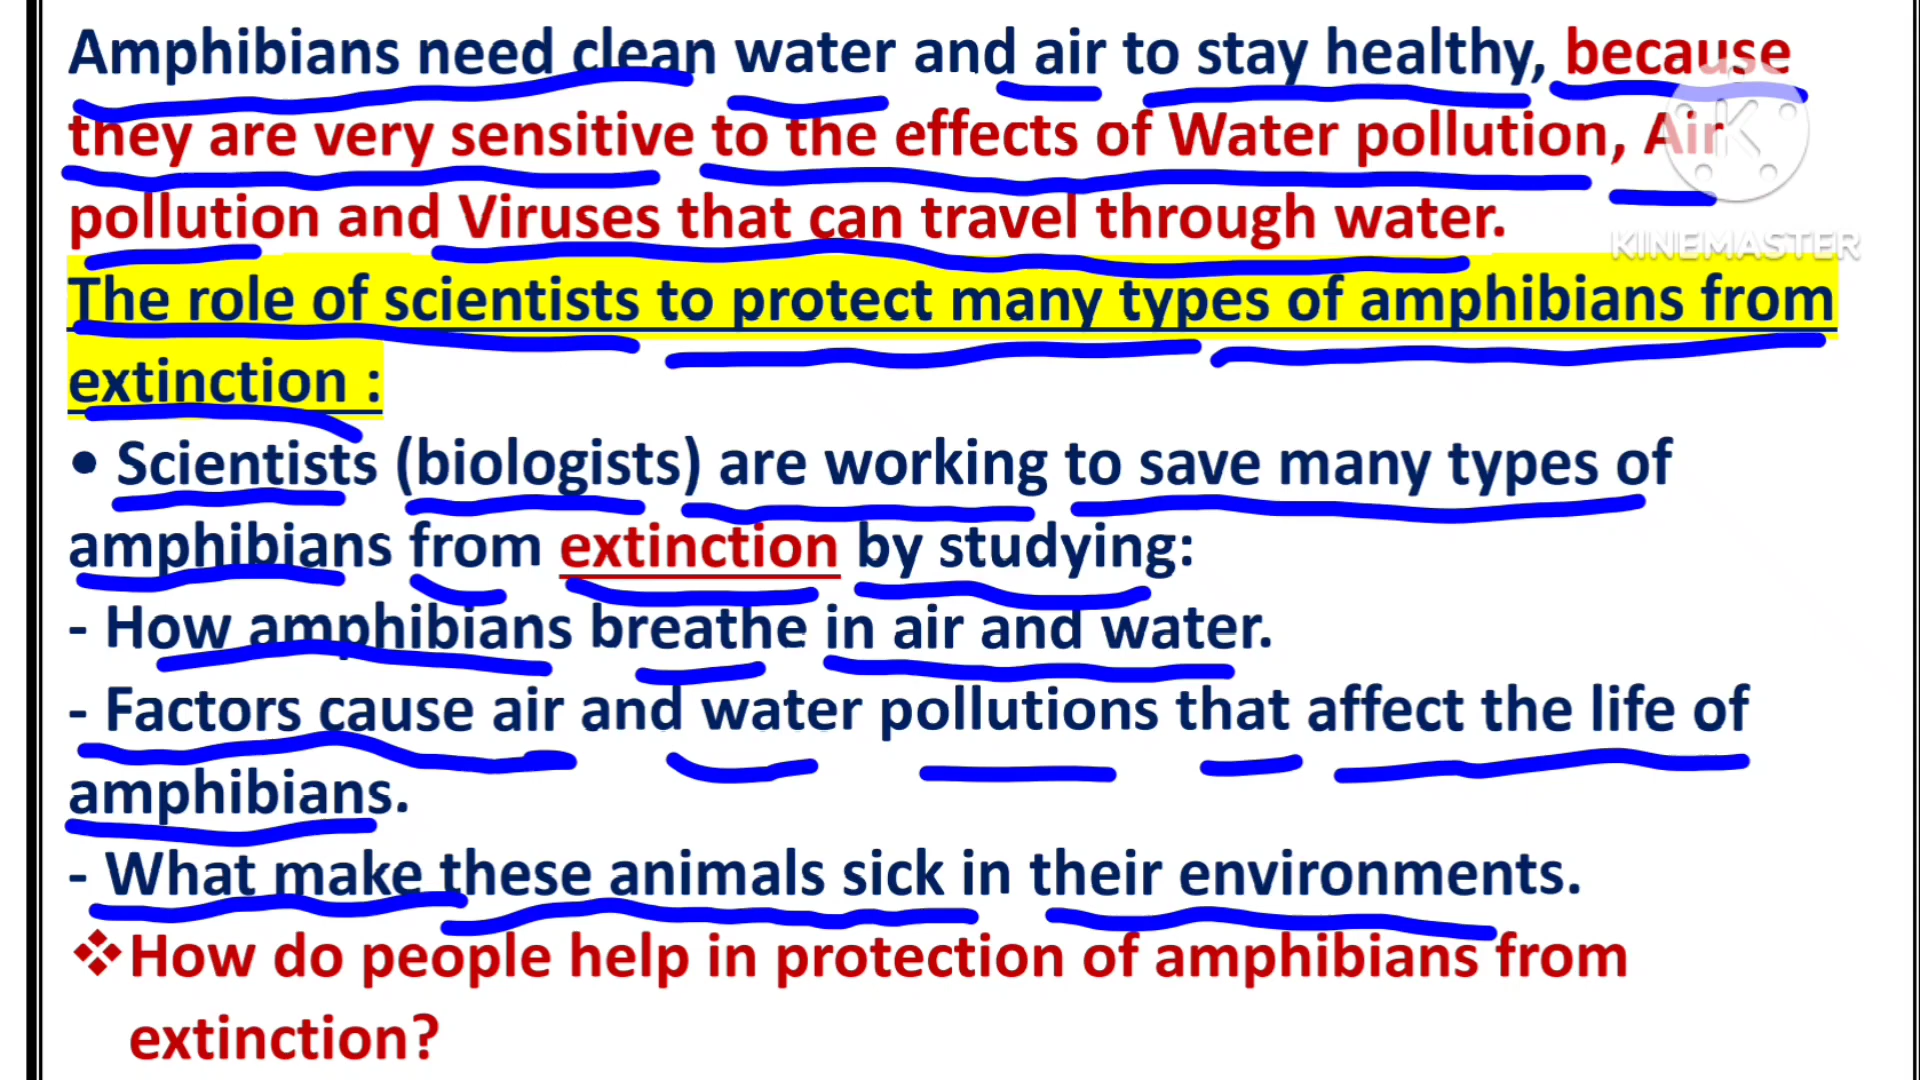 Amphibians need clean water and air to stay healthy, because
they are very sensitive to the effects of Water pollution, Air
pollution and Viruses that can travel through water.
KINEMASTER
The role of scientists to protect many types of amphibians from
extinction :
• Scientists (biologists) are working to save many types of
amphibians from extinction by studying:
- How amphibians breathe in air and water.
- Factors cause air and water pollutions that affect the life of
amphibians.
- What make these animals sick in their environments.
❖How do people help in protection of amphibians from
extinction?